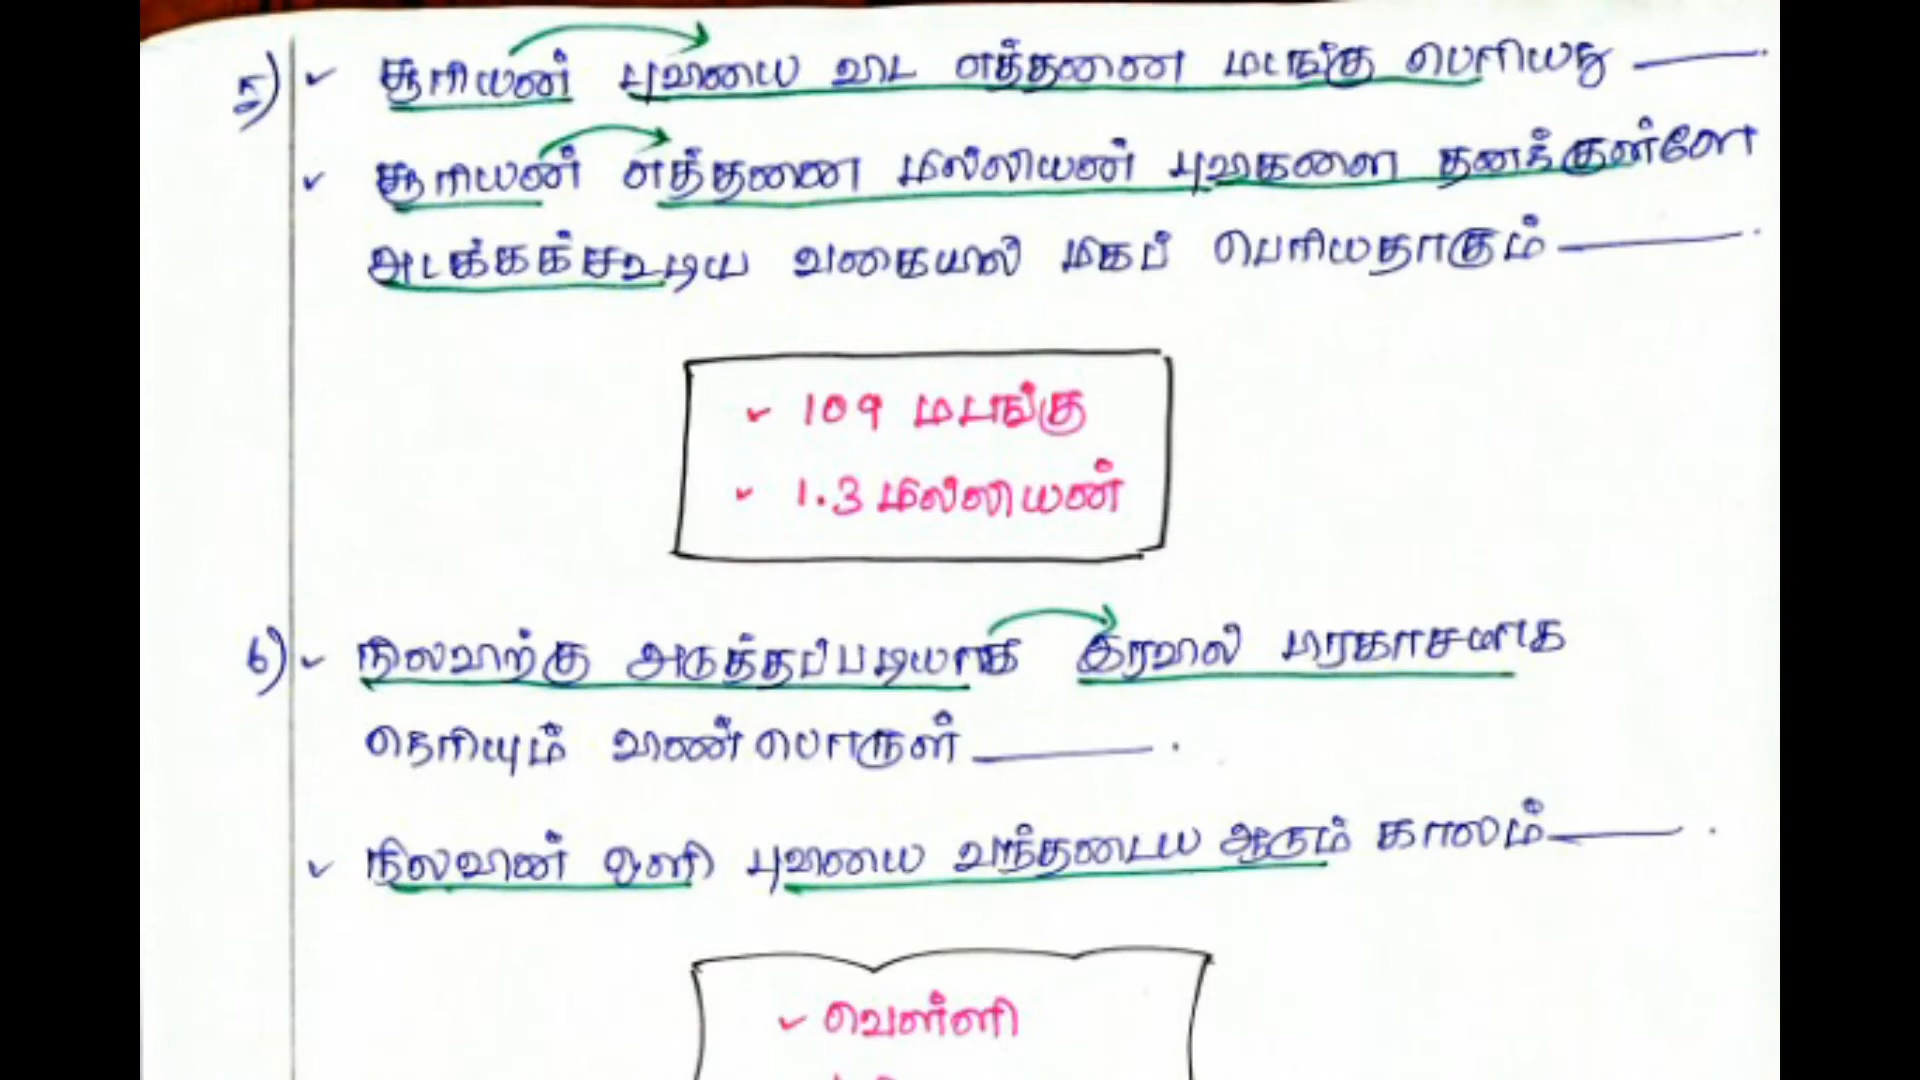 5) ✓ சூரியன் புவியை விட எத்தனை மடங்கு பெரியது ______.
✓ சூரியன் எத்தனை மில்லியன் புவிகளை தனக்குள்ளே
அடக்கக்கூடிய வகையில் மிகப் பெரியதாகும் ______.
✓ 109 மடங்கு
✓ 1.3 மில்லியன்
6) ✓ நிலவிற்கு அடுத்தப்படியாக இரவில் பிரகாசமாக
தெரியும் விண்பொருள் ______.
✓ நிலவின் ஒளி புவியை வந்தடைய ஆகும் காலம் ______.
✓ வெள்ளி